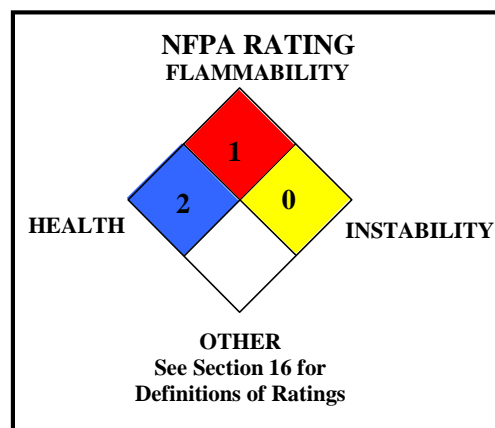 NFPA RATING
FLAMMABILITY
1
2
0
HEALTH
INSTABILITY
OTHER
See Section 16 for
Definitions of Ratings